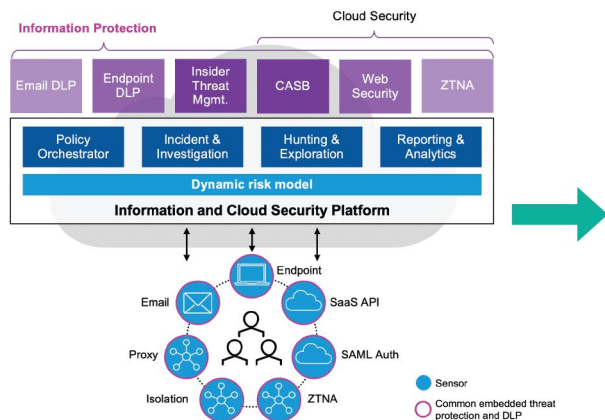 Cloud Security
Information Protection
Email DLP
Endpoint
DLP
Insider
Threat
Mgmt.
CASB
Web
Security
ZTNA
Policy
Orchestrator
Incident &
Investigation
Hunting &
Exploration
Reporting &
Analytics
Dynamic risk model
Information and Cloud Security Platform
Endpoint
Email
SaaS API
Proxy
SAML Auth
Isolation
ZTNA
Sensor
Common embedded threat
protection and DLP